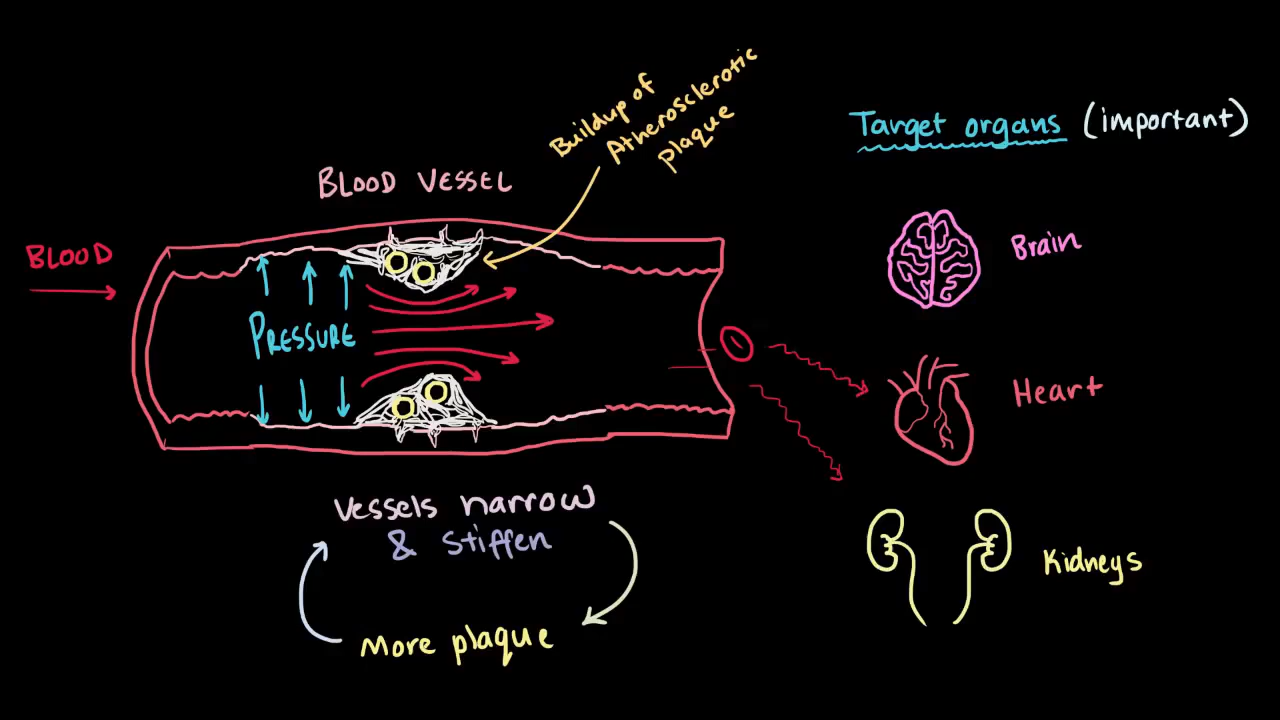 Buildup of
Atherosclerotic
plaque
Target organs (important)
BLOOD VESSEL
BLOOD
PRESSURE
Brain
Heart
Vessels narrow
& stiffen
More plaque
Kidneys